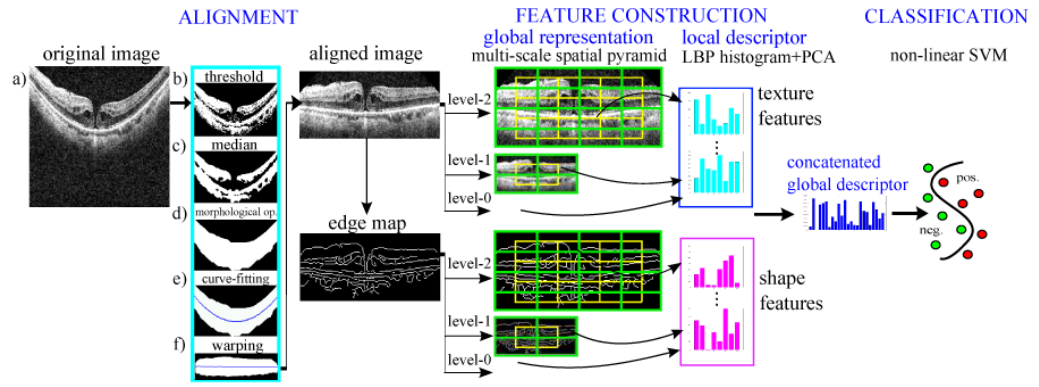 ALIGNMENT
FEATURE CONSTRUCTION
CLASSIFICATION
original image
aligned image
global representation
multi-scale spatial pyramid
local descriptor
LBP histogram+PCA
non-linear SVM
a)
b)
threshold
c)
median
d)
morphological op.
e)
curve-fitting
f)
warping
edge map
level-2
level-1
level-0
level-2
level-1
level-0
texture
features
shape
features
concatenated
global descriptor
pos.
neg.